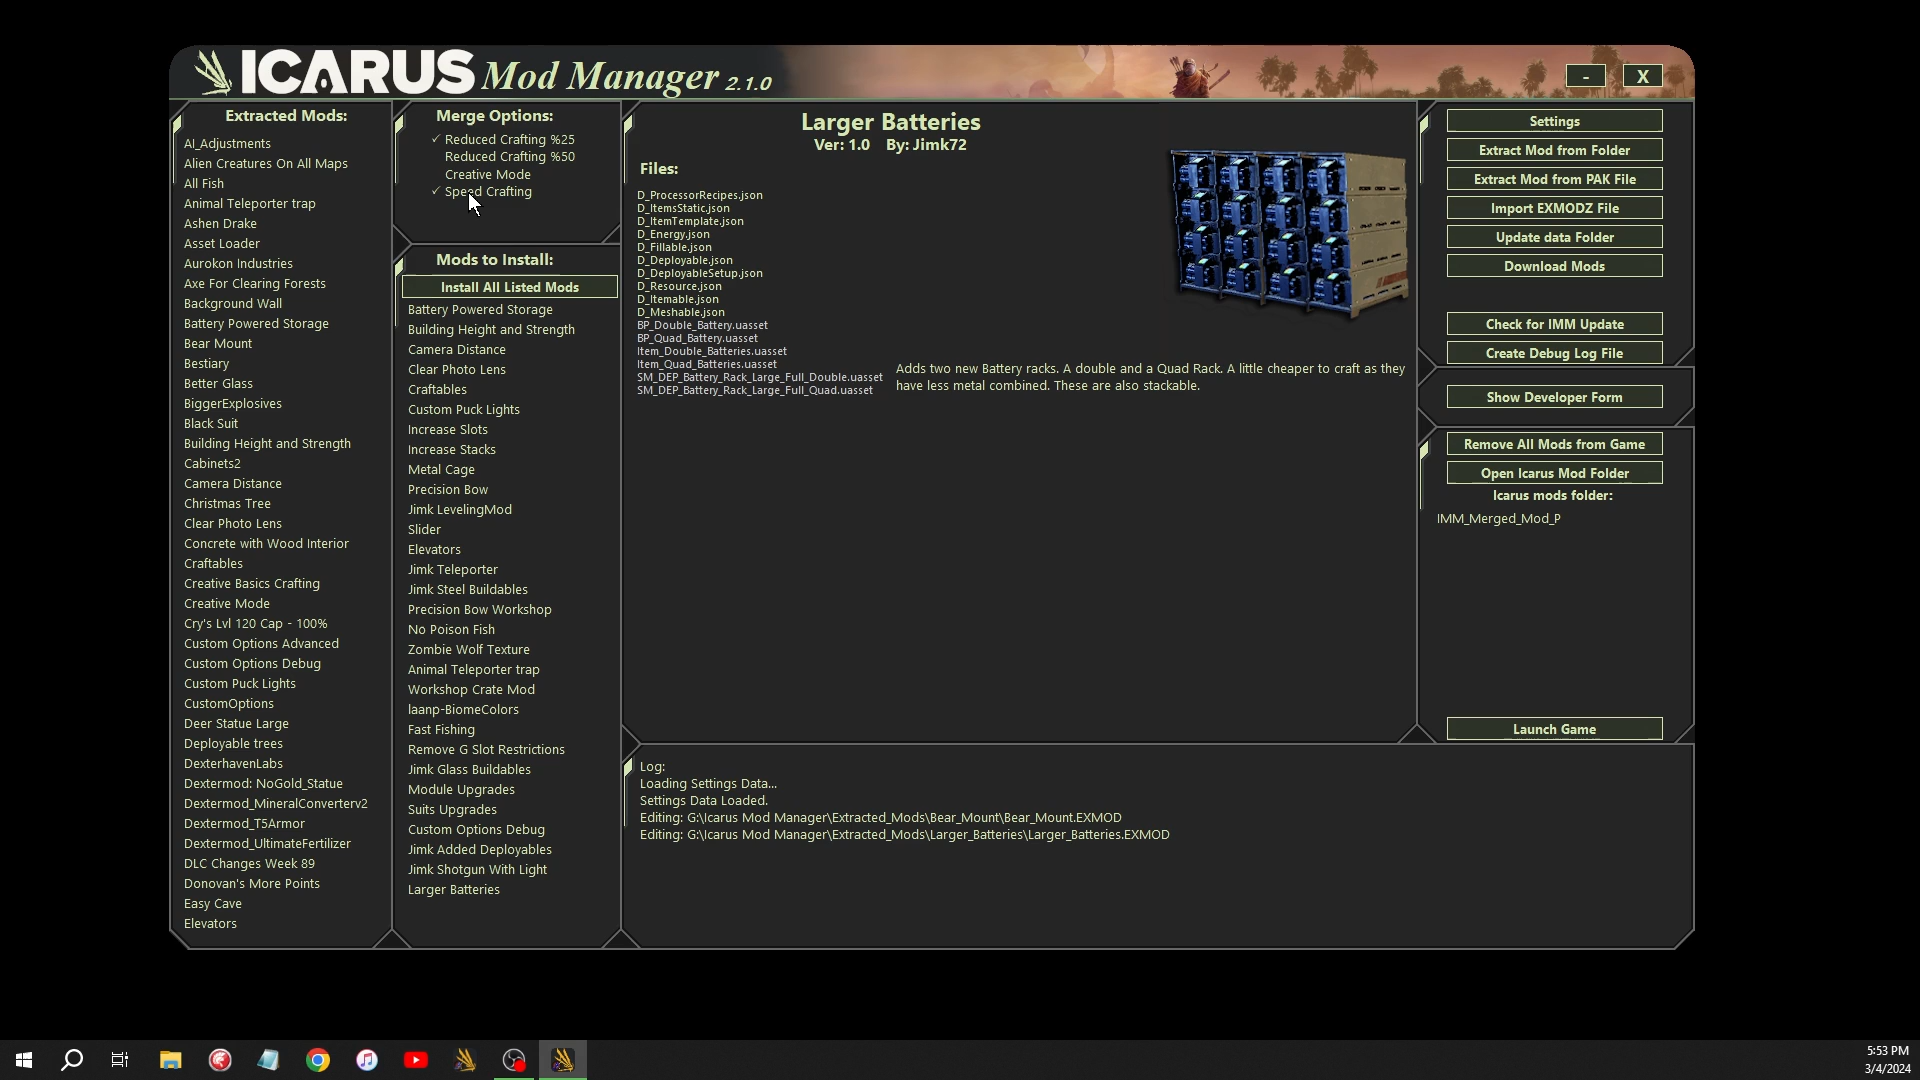 ICARUS Mod Manager 2.1.0
-
X
Extracted Mods:
AI_Adjustments
Alien Creatures On All Maps
All Fish
Animal Teleporter trap
Ashen Drake
Asset Loader
Aurokon Industries
Axe For Clearing Forests
Background Wall
Battery Powered Storage
Bear Mount
Bestiary
Better Glass
BiggerExplosives
Black Suit
Building Height and Strength
Cabinets2
Camera Distance
Christmas Tree
Clear Photo Lens
Concrete with Wood Interior
Craftables
Creative Basics Crafting
Creative Mode
Cry's Lvl 120 Cap - 100%
Custom Options Advanced
Custom Options Debug
Custom Puck Lights
CustomOptions
Deer Statue Large
Deployable trees
DexterhavenLabs
Dextermod: NoGold_Statue
Dextermod_MineralConverterv2
Dextermod_T5Armor
Dextermod_UltimateFertilizer
DLC Changes Week 89
Donovan's More Points
Easy Cave
Elevators
Merge Options:
✓ Reduced Crafting %25
Reduced Crafting %50
Creative Mode
✓ Speed Crafting
Mods to Install:
Install All Listed Mods
Battery Powered Storage
Building Height and Strength
Camera Distance
Clear Photo Lens
Craftables
Custom Puck Lights
Increase Slots
Increase Stacks
Metal Cage
Precision Bow
Jimk LevelingMod
Slider
Elevators
Jimk Teleporter
Jimk Steel Buildables
Precision Bow Workshop
No Poison Fish
Zombie Wolf Texture
Animal Teleporter trap
Workshop Crate Mod
laanp-BiomeColors
Fast Fishing
Remove G Slot Restrictions
Jimk Glass Buildables
Module Upgrades
Suits Upgrades
Custom Options Debug
Jimk Added Deployables
Jimk Shotgun With Light
Larger Batteries
Larger Batteries
Ver: 1.0 By: Jimk72
Files:
D_ProcessorRecipes.json
D_ItemsStatic.json
D_ItemTemplate.json
D_Energy.json
D_Fillable.json
D_Deployable.json
D_DeployableSetup.json
D_Resource.json
D_Itemable.json
D_Meshable.json
BP_Double_Battery.uasset
BP_Quad_Battery.uasset
Item_Double_Batteries.uasset
Item_Quad_Batteries.uasset
SM_DEP_Battery_Rack_Large_Full_Double.uasset
SM_DEP_Battery_Rack_Large_Full_Quad.uasset
Adds two new Battery racks. A double and a Quad Rack. A little cheaper to craft as they
have less metal combined. These are also stackable.
Log:
Loading Settings Data...
Settings Data Loaded.
Editing: G:\Icarus Mod Manager\Extracted_Mods\Bear_Mount\Bear_Mount.EXMOD
Editing: G:\Icarus Mod Manager\Extracted_Mods\Larger_Batteries\Larger_Batteries.EXMOD
Settings
Extract Mod from Folder
Extract Mod from PAK File
Import EXMODZ File
Update data Folder
Download Mods
Check for IMM Update
Create Debug Log File
Show Developer Form
Remove All Mods from Game
Open Icarus Mod Folder
Icarus mods folder:
IMM_Merged_Mod_P
Launch Game
5:53 PM
3/4/2024